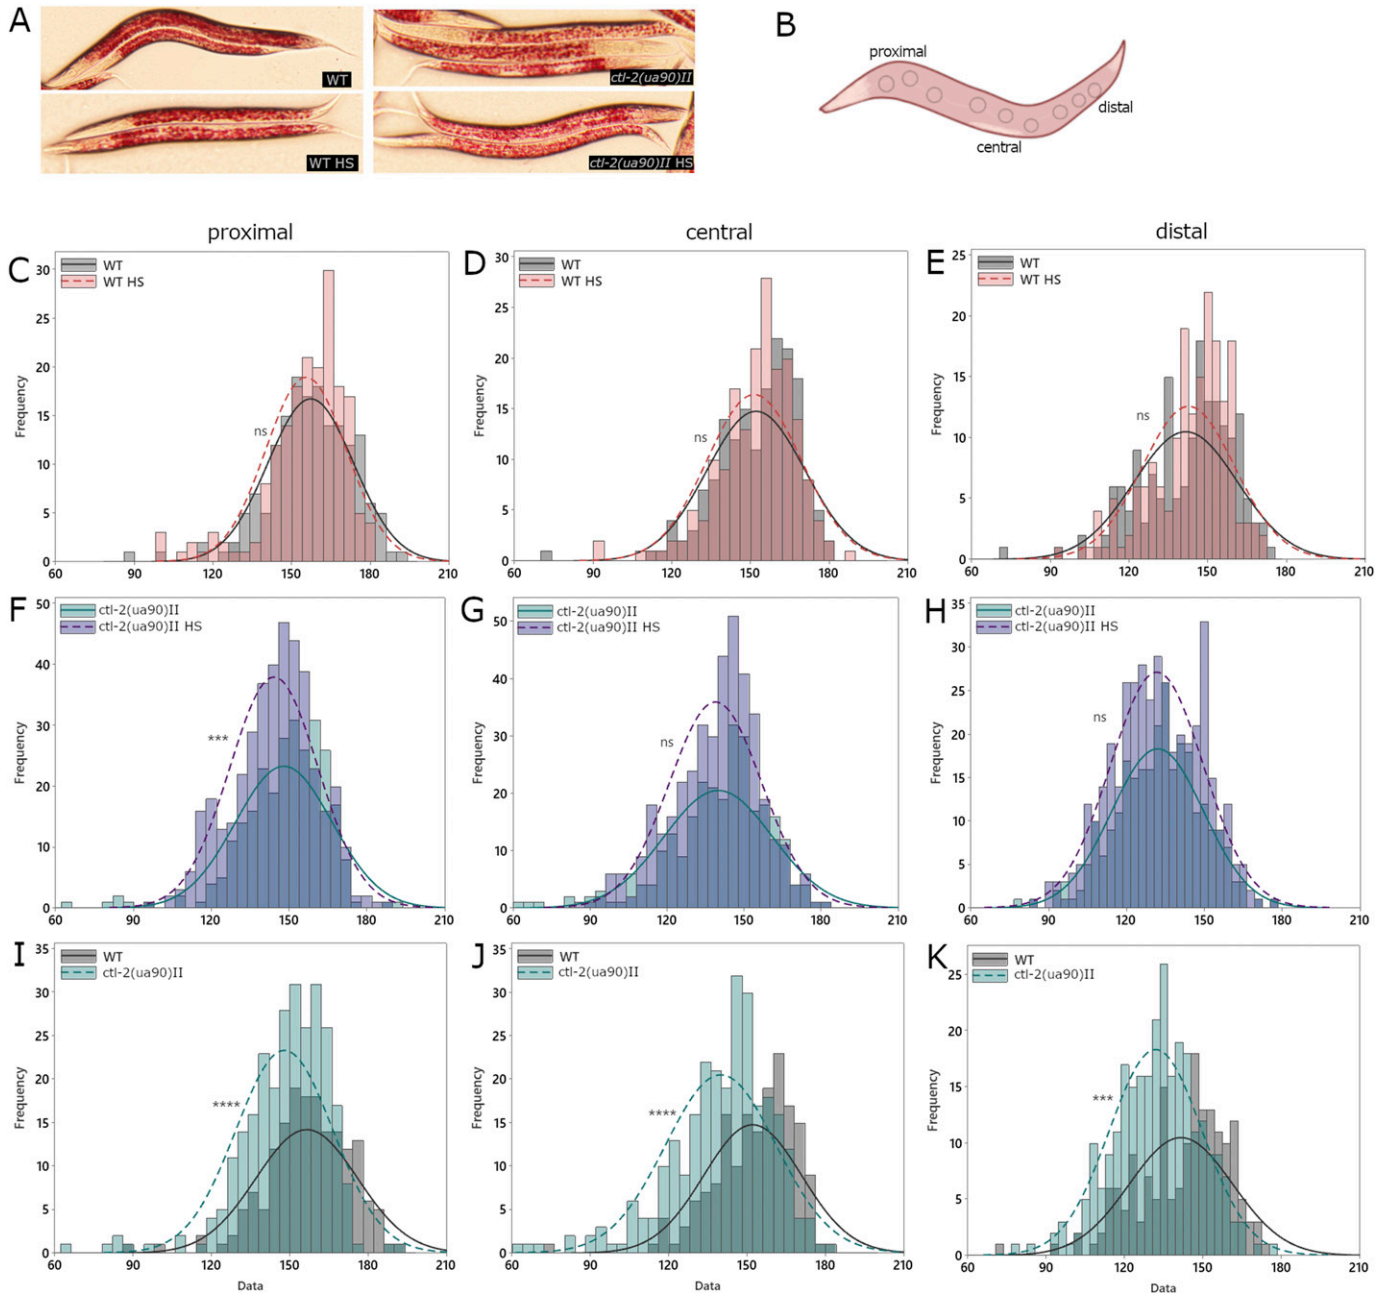 A
WT
ctl-2(ua90)II
WT HS
ctl-2(ua90)II HS
B
proximal
central
distal
proximal
central
distal
C
WT
WT HS
Frequency
30
25
20
15
10
5
0
ns
60 90 120 150 180 210
D
WT
WT HS
Frequency
30
25
20
15
10
5
0
ns
60 90 120 150 180 210
E
WT
WT HS
Frequency
25
20
15
10
5
0
ns
60 90 120 150 180 210
F
ctl-2(ua90)II
ctl-2(ua90)II HS
Frequency
50
40
30
20
10
0
***
60 90 120 150 180 210
G
ctl-2(ua90)II
ctl-2(ua90)II HS
Frequency
50
40
30
20
10
0
ns
60 90 120 150 180 210
H
ctl-2(ua90)II
ctl-2(ua90)II HS
Frequency
35
30
25
20
15
10
5
0
ns
60 90 120 150 180 210
I
WT
ctl-2(ua90)II
Frequency
35
30
25
20
15
10
5
0
****
60 90 120 150 180 210
Data
J
WT
ctl-2(ua90)II
Frequency
35
30
25
20
15
10
5
0
****
60 90 120 150 180 210
Data
K
WT
ctl-2(ua90)II
Frequency
25
20
15
10
5
0
***
60 90 120 150 180 210
Data